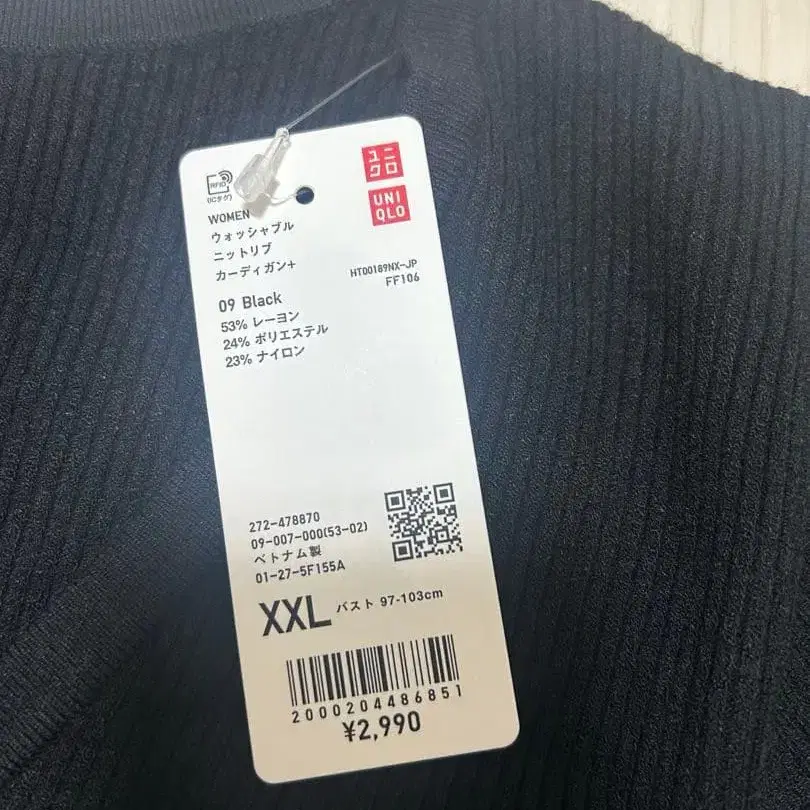 RFID
(ICタグ)
ユニ
クロ
UNI
QLO
WOMEN
ウォッシャブル
ニットリブ
カーディガン+
HT00189NX-JP
FF106
09 Black
53% レーヨン
24% ポリエステル
23% ナイロン
272-478870
09-007-000(53-02)
ベトナム製
01-27-5F155A
XXL バスト 97-103cm
2000204486851
¥2,990